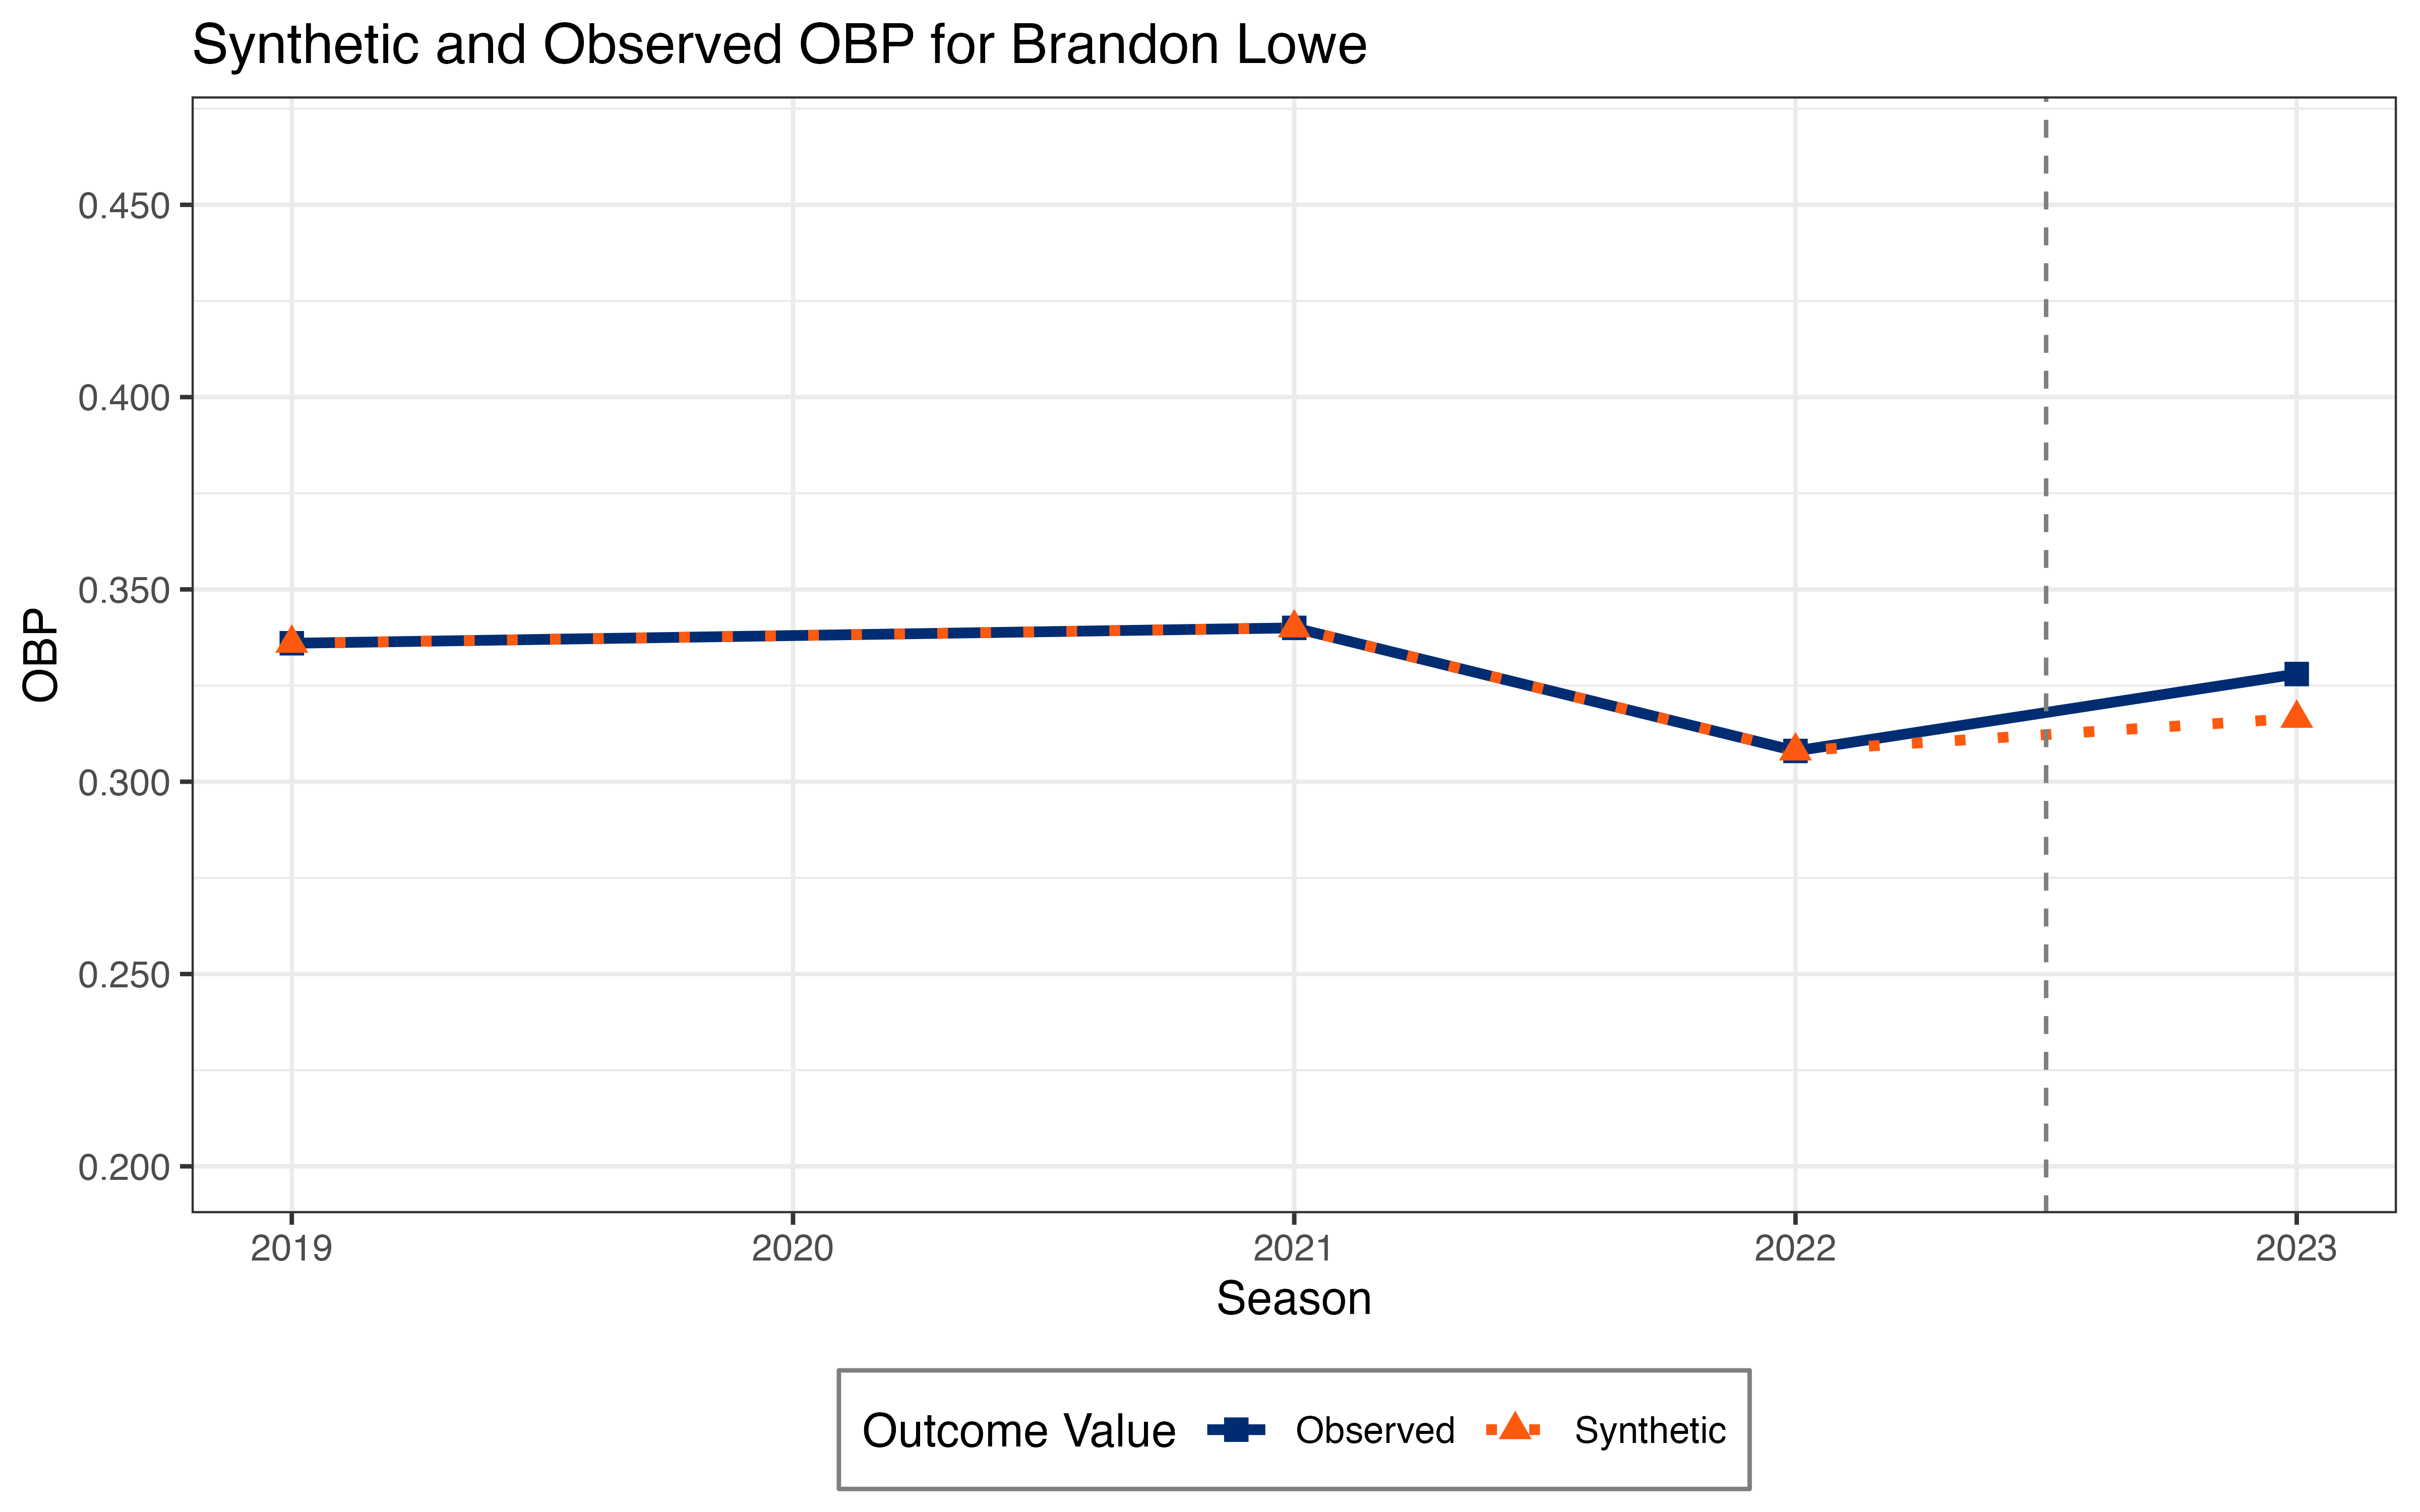 Synthetic and Observed OBP for Brandon Lowe
0.450
0.400
0.350
0.300
0.250
0.200
OBP
2019 2020 2021 2022 2023
Season
Outcome Value Observed Synthetic